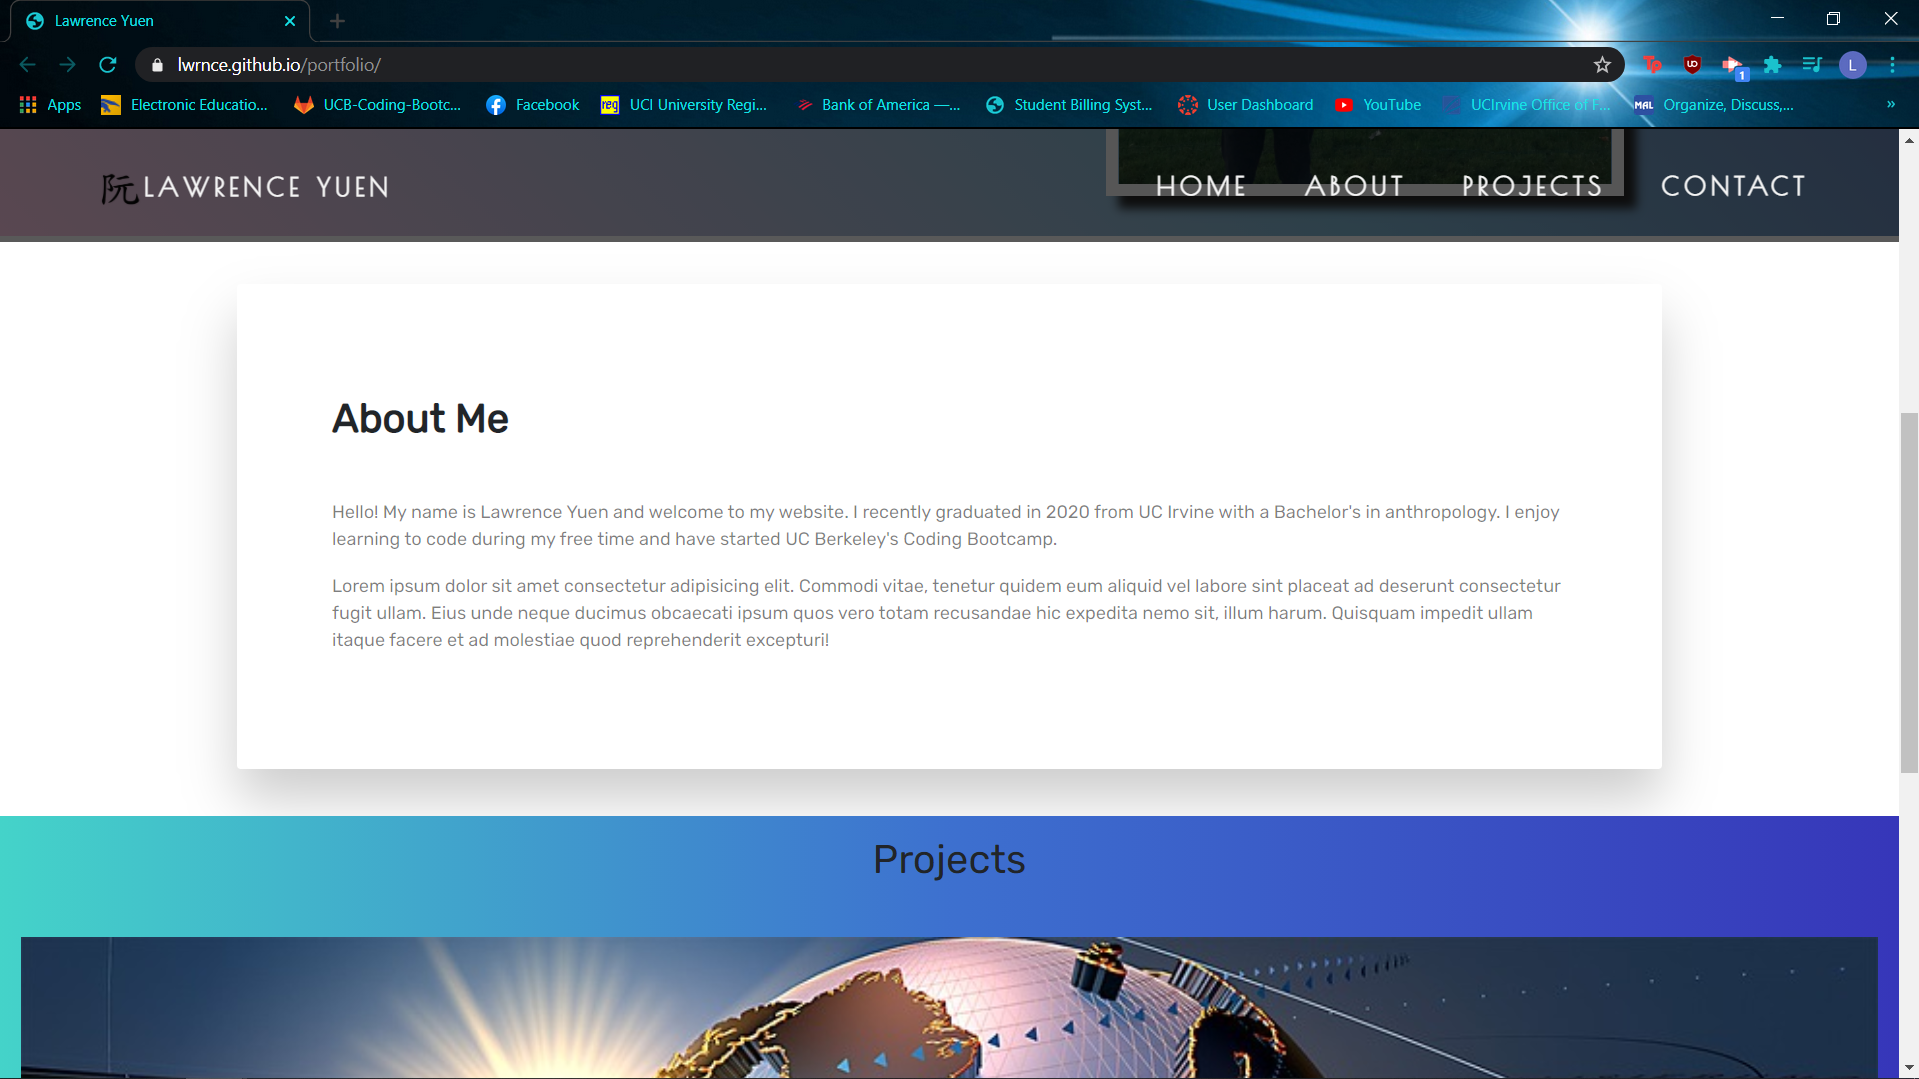 Lawrence Yuen
lwrnce.github.io/portfolio/
L
1
Apps
Electronic Educatio...
UCB-Coding-Bootc...
Facebook
reg
UCI University Regi...
Bank of America —...
Student Billing Syst...
User Dashboard
YouTube
UCIrvine Office of F...
MAL
Organize, Discuss,...
»
阮LAWRENCE YUEN
HOME
ABOUT
PROJECTS
CONTACT
About Me
Hello! My name is Lawrence Yuen and welcome to my website. I recently graduated in 2020 from UC Irvine with a Bachelor's in anthropology. I enjoy
learning to code during my free time and have started UC Berkeley's Coding Bootcamp.
Lorem ipsum dolor sit amet consectetur adipisicing elit. Commodi vitae, tenetur quidem eum aliquid vel labore sint placeat ad deserunt consectetur
fugit ullam. Eius unde neque ducimus obcaecati ipsum quos vero totam recusandae hic expedita nemo sit, illum harum. Quisquam impedit ullam
itaque facere et ad molestiae quod reprehenderit excepturi!
Projects